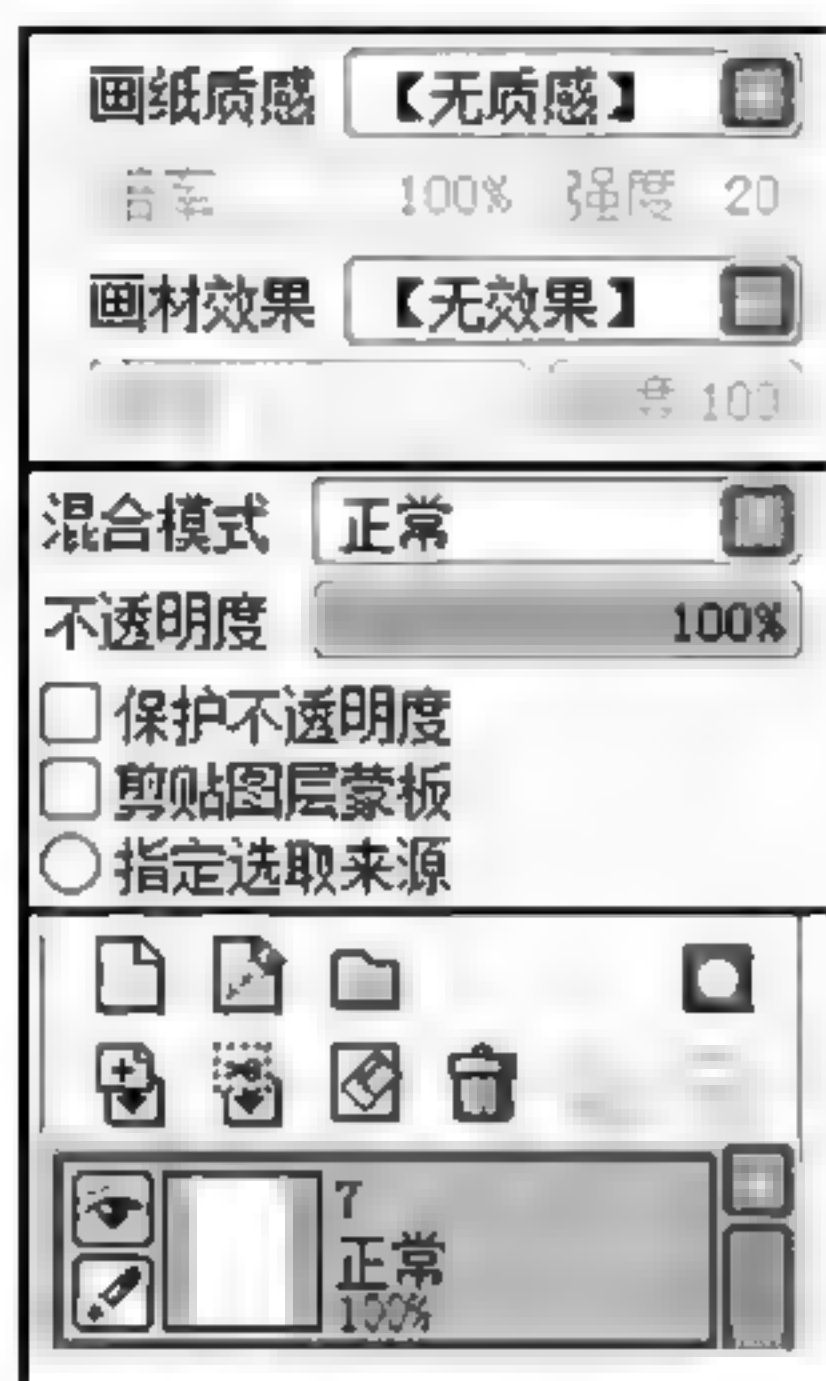 画纸质感 【无质感】
100% 强度 20
画材效果 【无效果】
100
混合模式 正常
不透明度 100%
保护不透明度
剪贴图层蒙板
指定选取来源
7
正常
100%